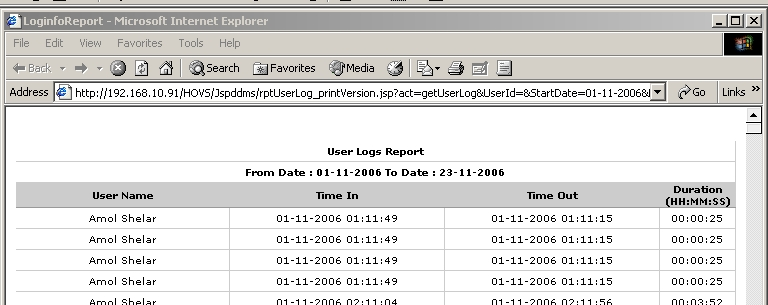 LoginfoReport - Microsoft Internet Explorer
File Edit View Favorites Tools Help
Back Search Favorites Media
Address http://192.168.10.91/HOVS/Jspddms/rptUserLog_printVersion.jsp?act=getUserLog&UserId=&StartDate=01-11-2006& Go Links »
User Logs Report
From Date : 01-11-2006 To Date : 23-11-2006
User Name Time In Time Out Duration (HH:MM:SS)
Amol Shelar 01-11-2006 01:11:49 01-11-2006 01:11:15 00:00:25
Amol Shelar 01-11-2006 01:11:49 01-11-2006 01:11:15 00:00:25
Amol Shelar 01-11-2006 01:11:49 01-11-2006 01:11:15 00:00:25
Amol Shelar 01-11-2006 01:11:49 01-11-2006 01:11:15 00:00:25
Amol Shelar 01-11-2006 02:11:04 01-11-2006 02:11:56 00:03:52